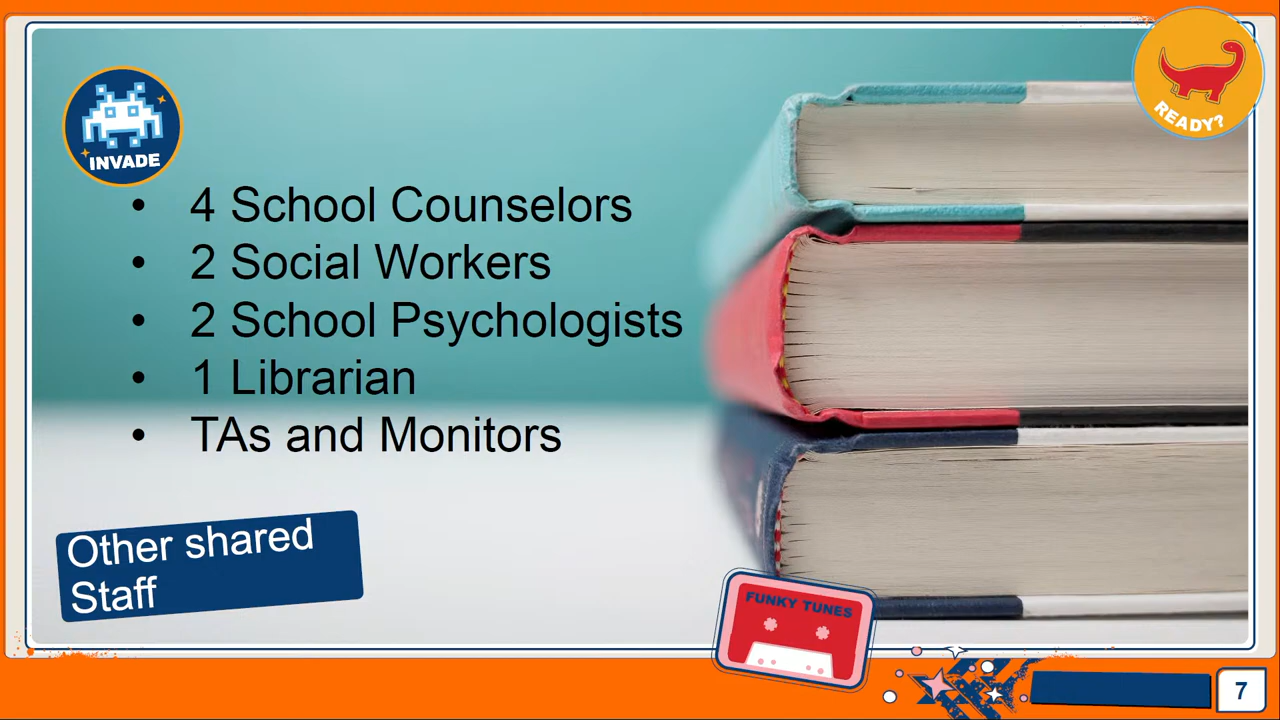 READY?
INVADE
• 4 School Counselors
• 2 Social Workers
• 2 School Psychologists
• 1 Librarian
• TAs and Monitors
Other shared
Staff
FUNKY TUNES
7